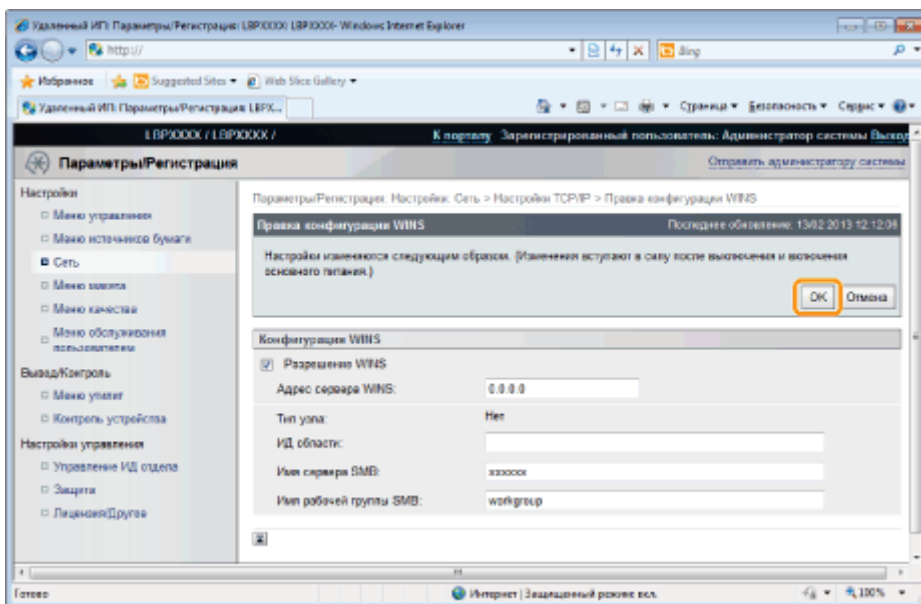 Удаленный ИП: Параметры/Регистрация: LBPXXXX: LBPXXXX - Windows Internet Explorer
http://
Bing
Избранное Suggested Sites Web Slice Gallery
Удаленный ИП: Параметры/Регистрация: LBPX...
Страница Безопасность Сервис
LBPXXXX / LBPXXXX /
К порталу Зарегистрированный пользователь: Администратор системы Выход
Параметры/Регистрация
Отправить администратору системы
Настройки
Меню управления
Меню источников бумаги
Сеть
Меню макета
Меню качества
Меню обслуживания
пользователем
Вывод/Контроль
Меню утилит
Контроль устройства
Настройки управления
Управление ИД отдела
Защита
Лицензия/Другое
Параметры/Регистрация: Настройки: Сеть > Настройки TCP/IP > Правка конфигурации WINS
Правка конфигурации WINS
Последнее обновление: 13/02 2013 12:12:06
Настройки изменяются следующим образом. (Изменения вступают в силу после выключения и включения
основного питания.)
OK Отмена
Конфигурация WINS
Разрешение WINS
Адрес сервера WINS: 0.0.0.0
Тип узла: Нет
ИД области:
Имя сервера SMB: xxxxxx
Имя рабочей группы SMB: workgroup
Готово
Интернет | Защищенный режим: вкл.
100%